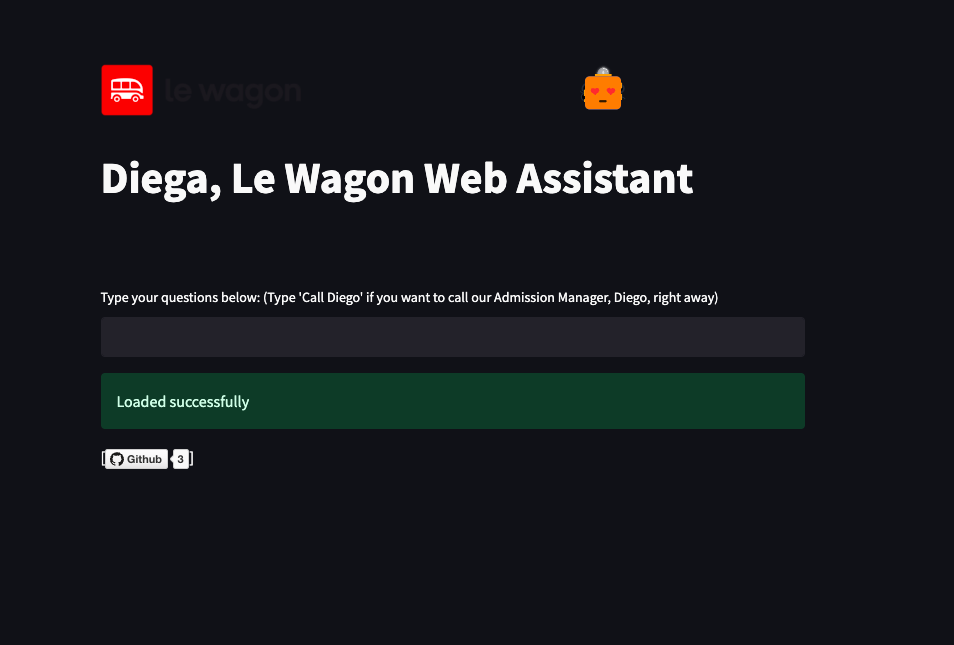 le wagon
Diega, Le Wagon Web Assistant
Type your questions below: (Type 'Call Diego' if you want to call our Admission Manager, Diego, right away)
Loaded successfully
[Github 3]